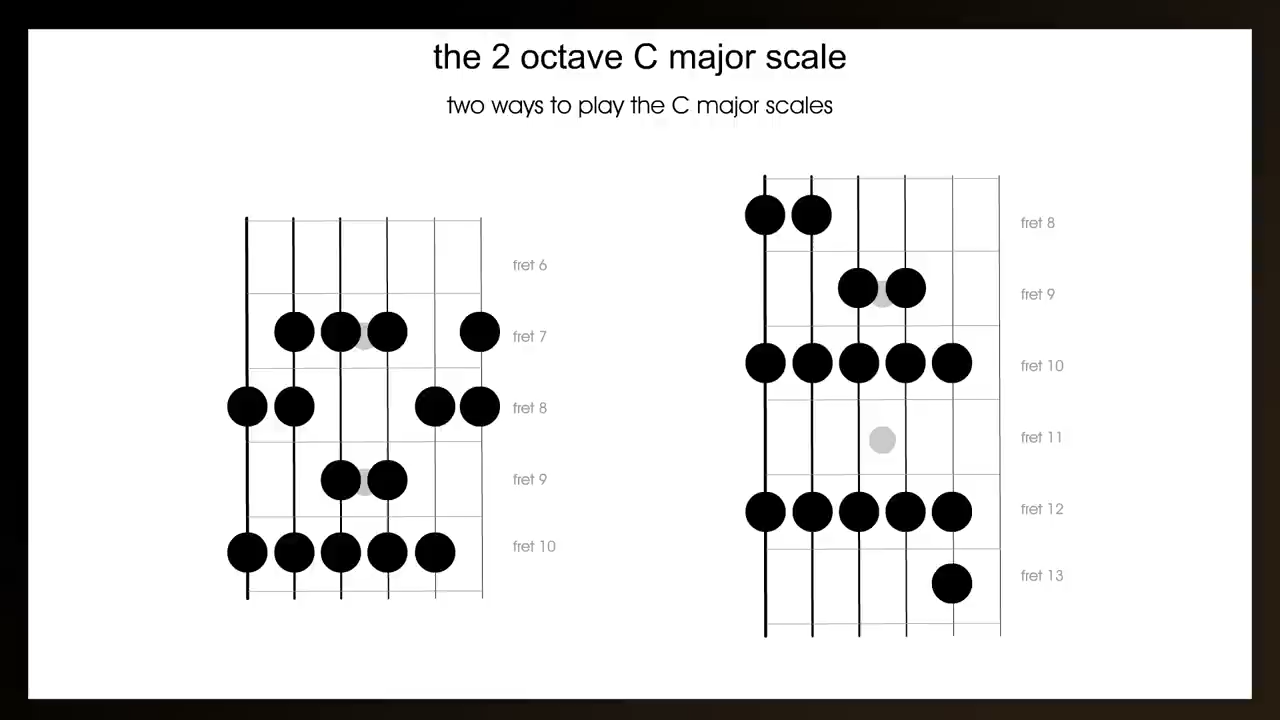 the 2 octave C major scale
two ways to play the C major scales
fret 6
fret 7
fret 8
fret 9
fret 10
fret 8
fret 9
fret 10
fret 11
fret 12
fret 13